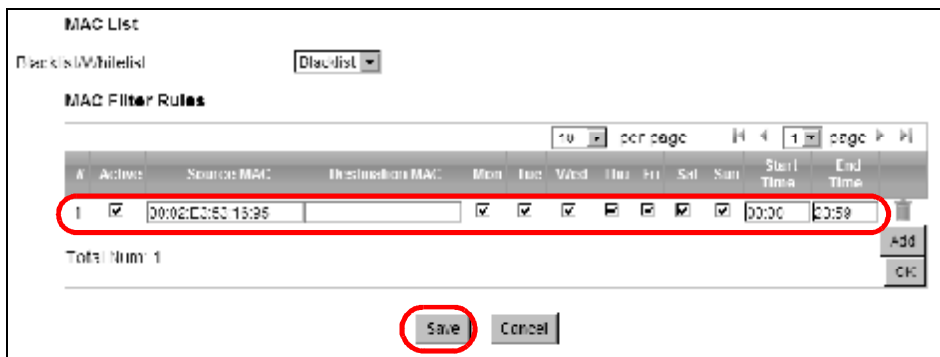 MAC List
Blacklist/Whitelist Blacklist
MAC Filter Rules
10 per page 1 page
# Active Source MAC Destination MAC Mon Tue Wed Thu Fri Sat Sun Start Time End Time
1 00:00
Add
Total Num: 1
OK
Save Cancel